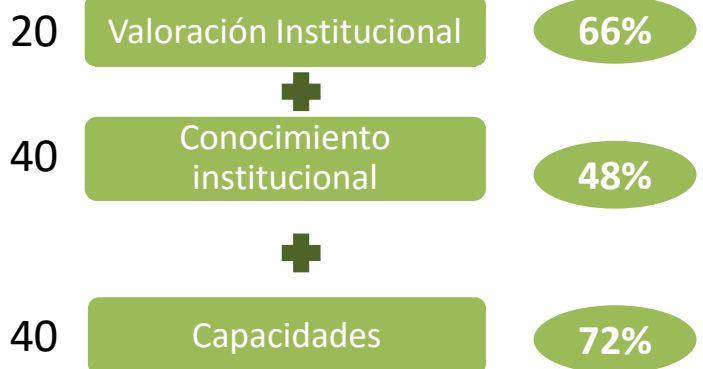 20 Valoración Institucional 66%
40 Conocimiento
institucional 48%
40 Capacidades 72%